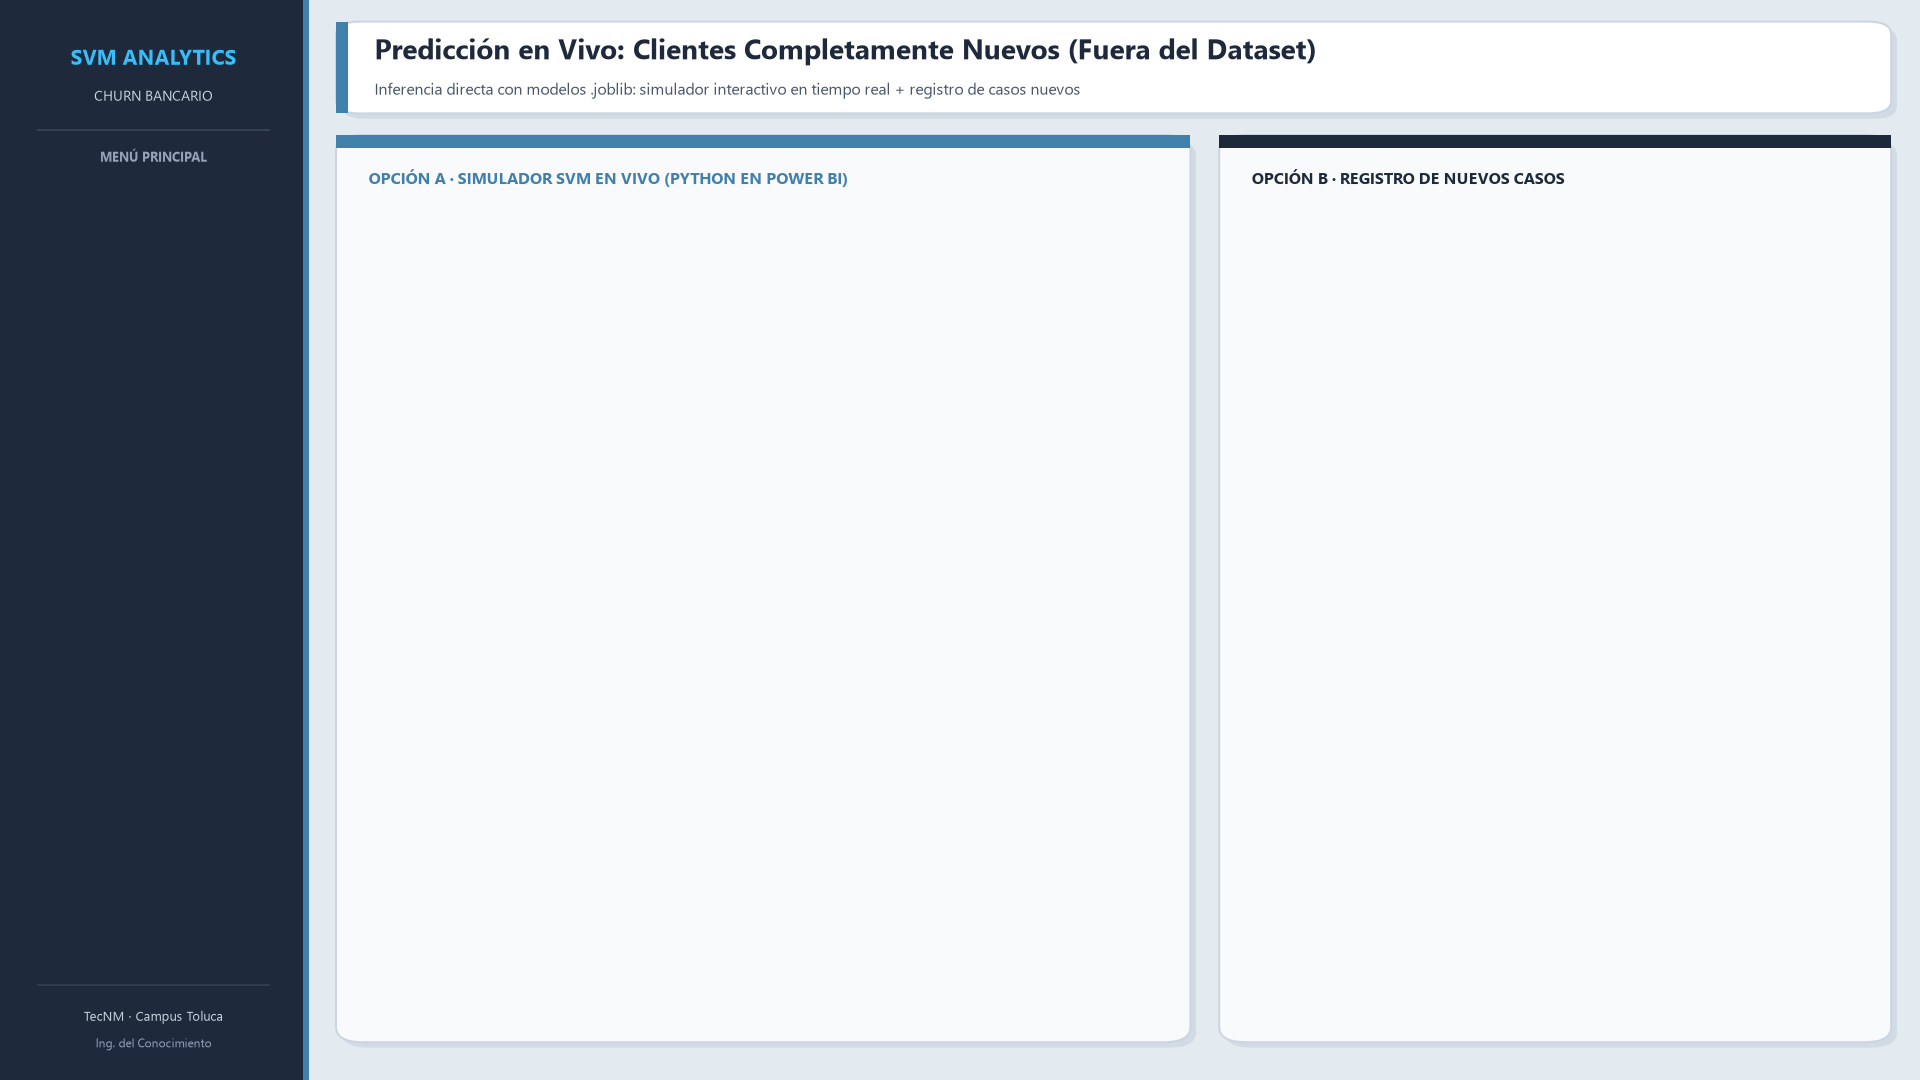 SVM ANALYTICS
CHURN BANCARIO
MENÚ PRINCIPAL
TecNM · Campus Toluca
Ing. del Conocimiento
Predicción en Vivo: Clientes Completamente Nuevos (Fuera del Dataset)
Inferencia directa con modelos .joblib: simulador interactivo en tiempo real + registro de casos nuevos
OPCIÓN A · SIMULADOR SVM EN VIVO (PYTHON EN POWER BI)
OPCIÓN B · REGISTRO DE NUEVOS CASOS